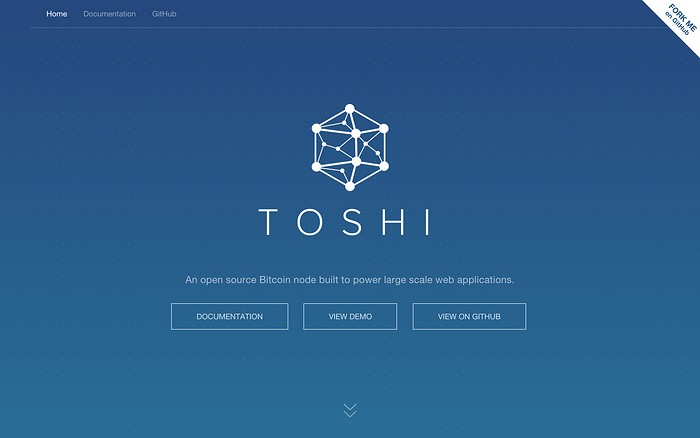 Home Documentation GitHub
FORK ME
on GitHub
TOSHI
An open source Bitcoin node built to power large scale web applications.
DOCUMENTATION VIEW DEMO VIEW ON GITHUB